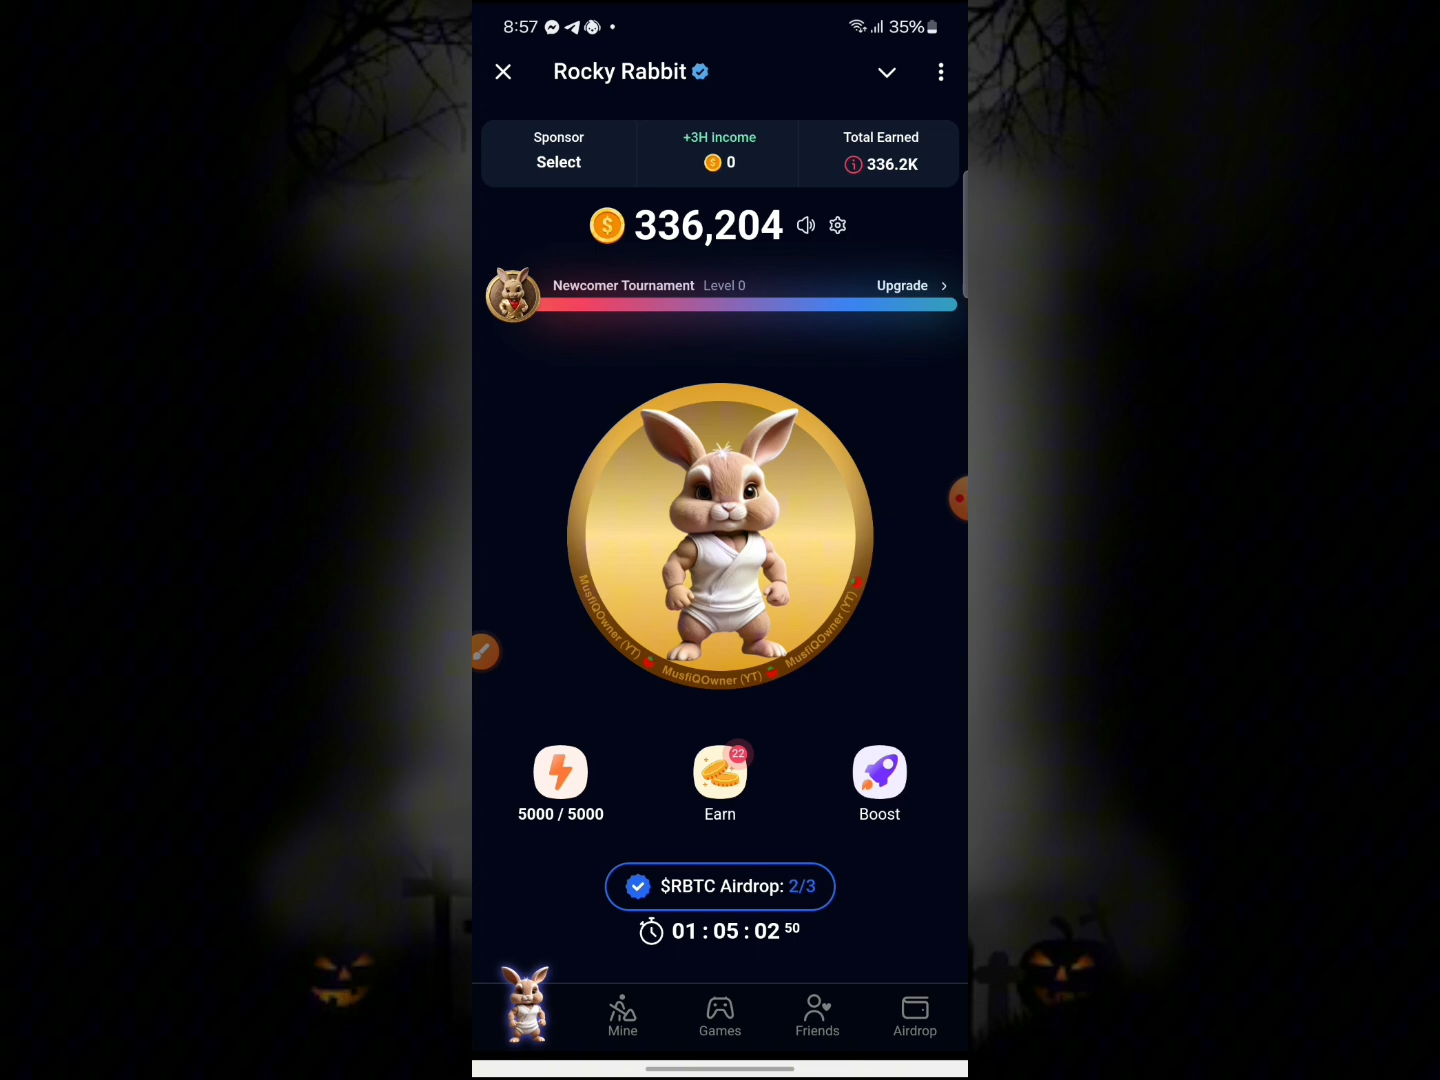 8:57
35%
Rocky Rabbit
Sponsor
Select
+3H income
0
Total Earned
336.2K
336,204
Newcomer Tournament Level 0
Upgrade
MusfiQOwner (YT) MusfiQOwner (YT) MusfiQOwner (YT)
5000 / 5000
22
Earn
Boost
$RBTC Airdrop: 2/3
01 : 05 : 02 50
Mine
Games
Friends
Airdrop